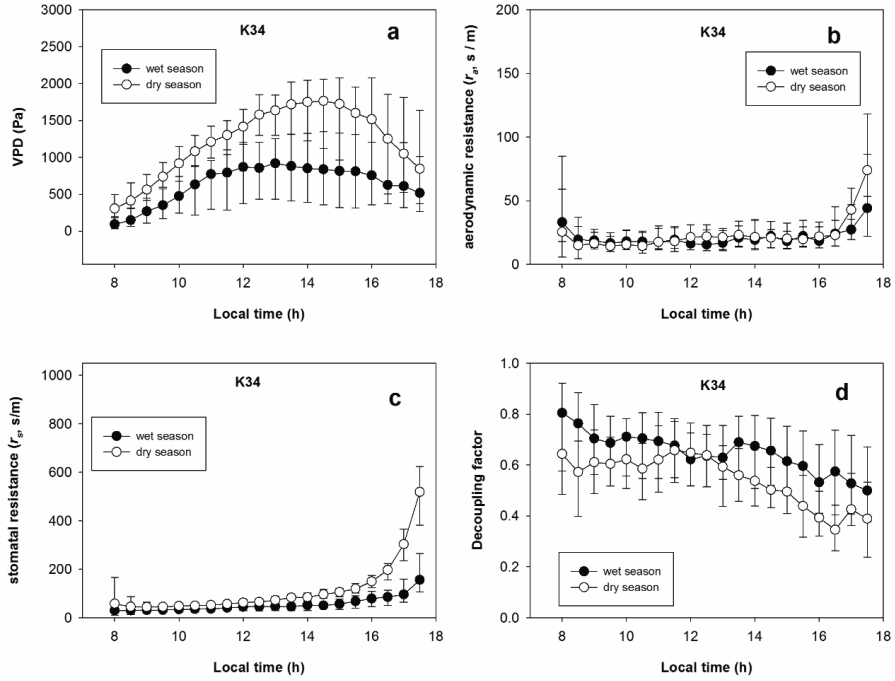 K34
a
wet season
dry season
VPD (Pa)
3000
2500
2000
1500
1000
500
0
8 10 12 14 16 18
Local time (h)
K34
b
wet season
dry season
aerodynamic resistance (ra, s / m)
200
150
100
50
0
8 10 12 14 16 18
Local time (h)
K34
c
wet season
dry season
stomatal resistance (rs, s/m)
1000
800
600
400
200
0
8 10 12 14 16 18
Local time (h)
K34
d
Decoupling factor
1.0
0.8
0.6
0.4
0.2
0.0
wet season
dry season
8 10 12 14 16 18
Local time (h)